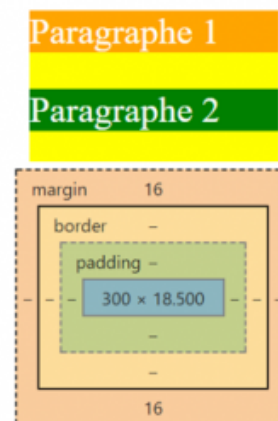 Paragraphe 1
Paragraphe 2
margin 16
border –
padding –
– – – 300 × 18.500 – – –
–
–
16